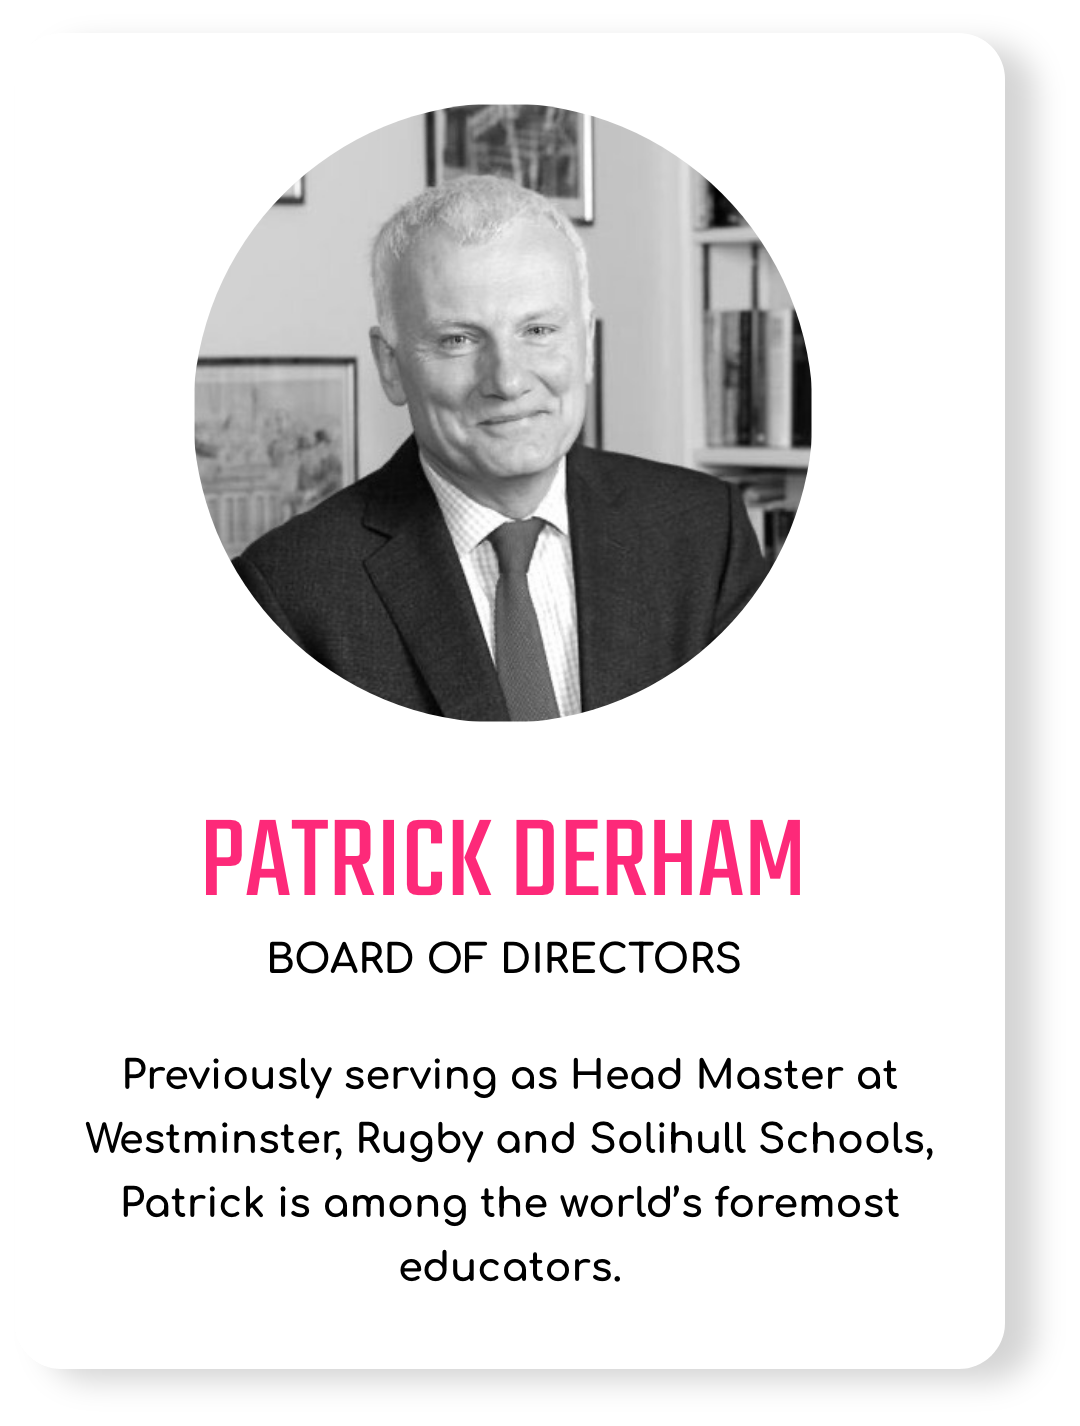 PATRICK DERHAM
BOARD OF DIRECTORS
Previously serving as Head Master at
Westminster, Rugby and Solihull Schools,
Patrick is among the world’s foremost
educators.